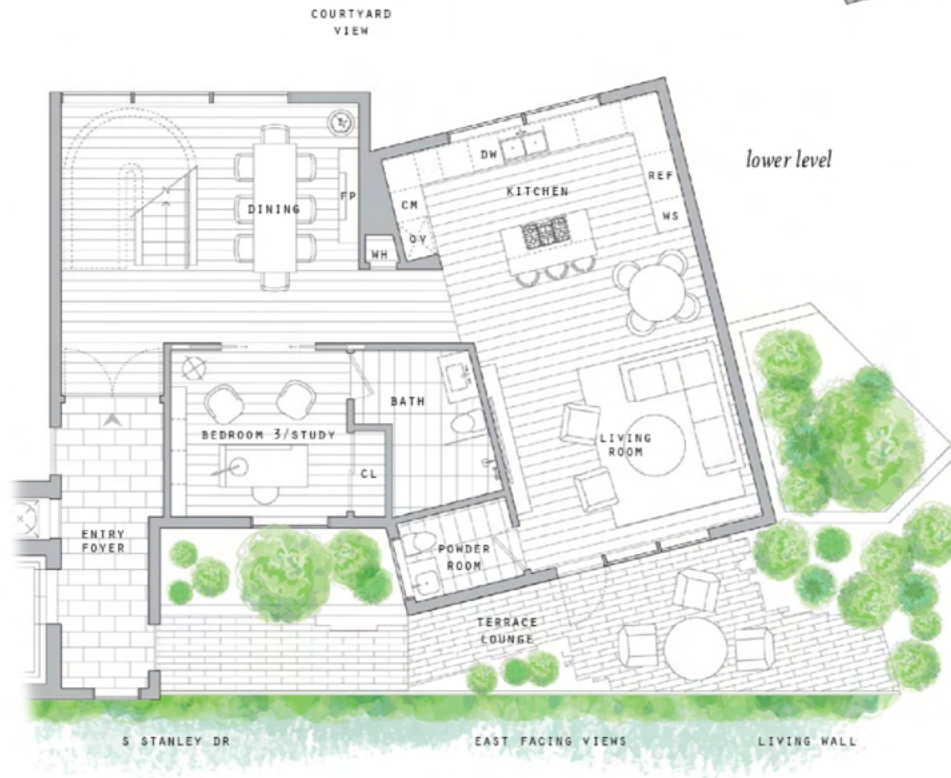 COURTYARD
VIEW
lower level
DW
KITCHEN
REF
CM
WS
DINING
FP
OV
WH
BATH
BEDROOM 3/STUDY
LIVING
ROOM
CL
ENTRY
FOYER
POWDER
ROOM
TERRACE
LOUNGE
S STANLEY DR
EAST FACING VIEWS
LIVING WALL